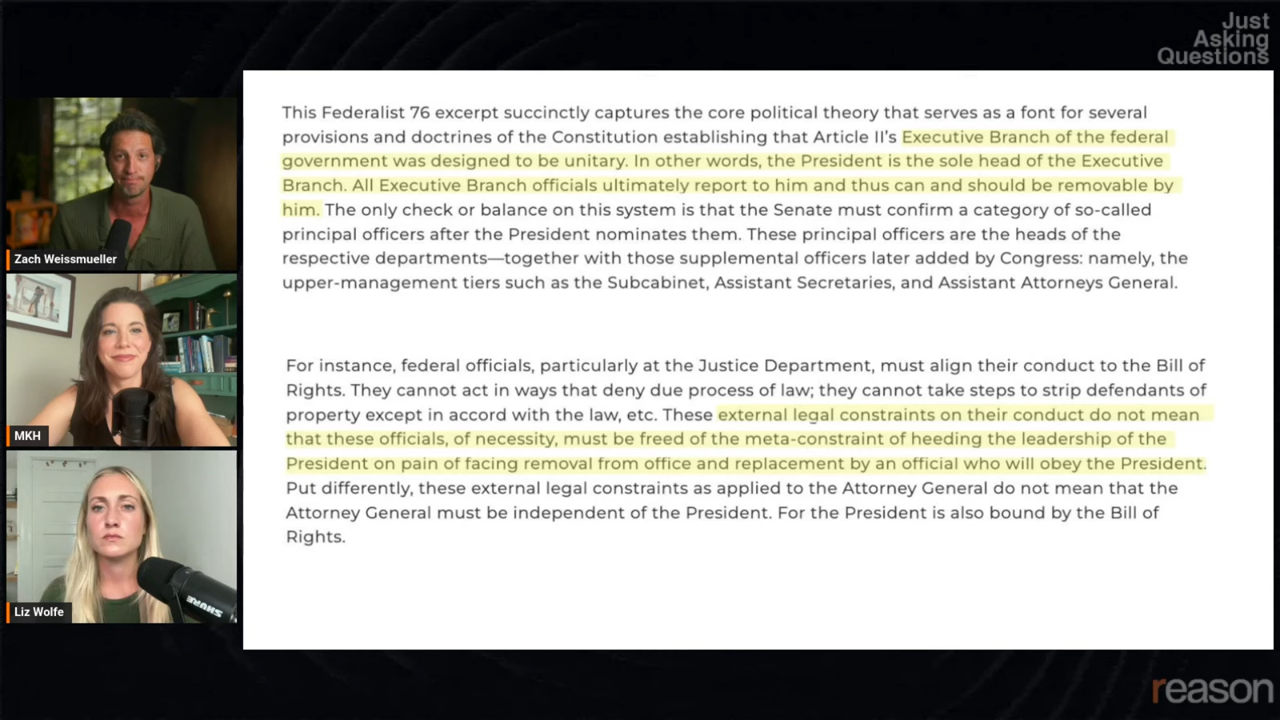 Just
Asking
Questions
This Federalist 76 excerpt succinctly captures the core political theory that serves as a font for several
provisions and doctrines of the Constitution establishing that Article II's Executive Branch of the federal
government was designed to be unitary. In other words, the President is the sole head of the Executive
Branch. All Executive Branch officials ultimately report to him and thus can and should be removable by
him. The only check or balance on this system is that the Senate must confirm a category of so-called
principal officers after the President nominates them. These principal officers are the heads of the
respective departments—together with those supplemental officers later added by Congress: namely, the
upper-management tiers such as the Subcabinet, Assistant Secretaries, and Assistant Attorneys General.
For instance, federal officials, particularly at the Justice Department, must align their conduct to the Bill of
Rights. They cannot act in ways that deny due process of law; they cannot take steps to strip defendants of
property except in accord with the law, etc. These external legal constraints on their conduct do not mean
that these officials, of necessity, must be freed of the meta-constraint of heeding the leadership of the
President on pain of facing removal from office and replacement by an official who will obey the President.
Put differently, these external legal constraints as applied to the Attorney General do not mean that the
Attorney General must be independent of the President. For the President is also bound by the Bill of
Rights.
Zach Weissmueller
MKH
Liz Wolfe
SHURE
reason